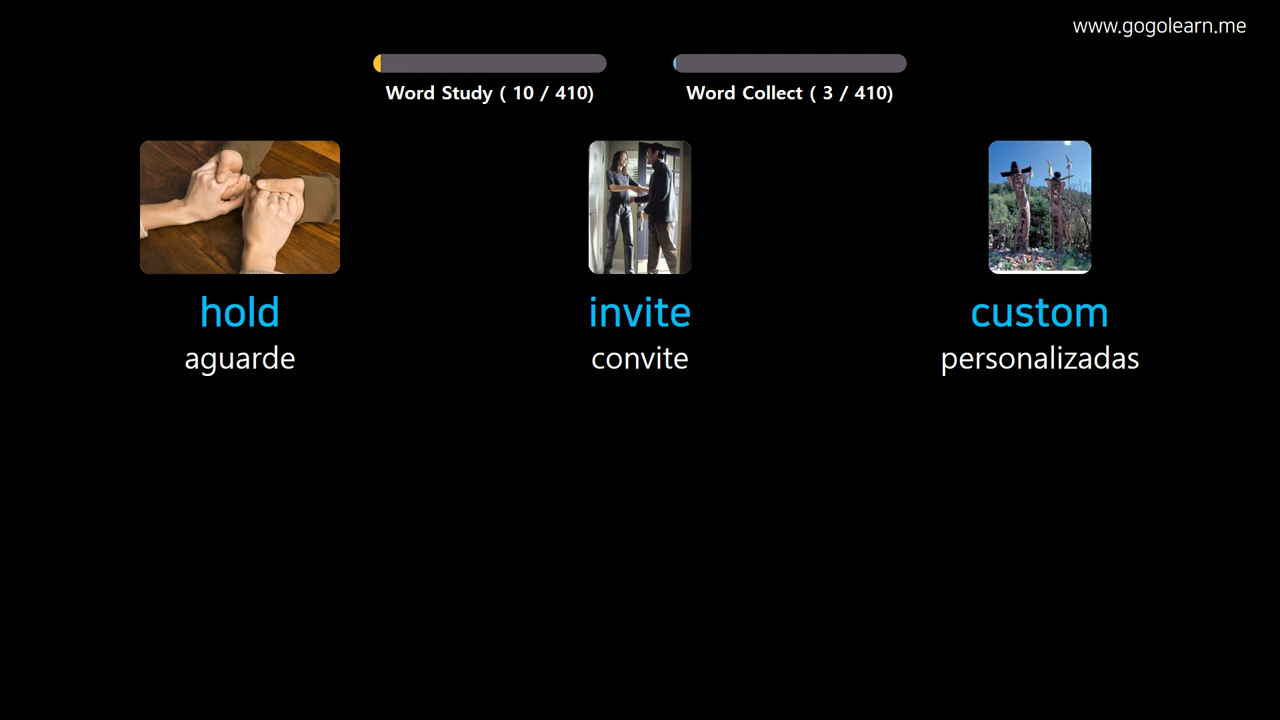 www.gogolearn.me
Word Study ( 10 / 410)
Word Collect ( 3 / 410)
hold
aguarde
invite
convite
custom
personalizadas